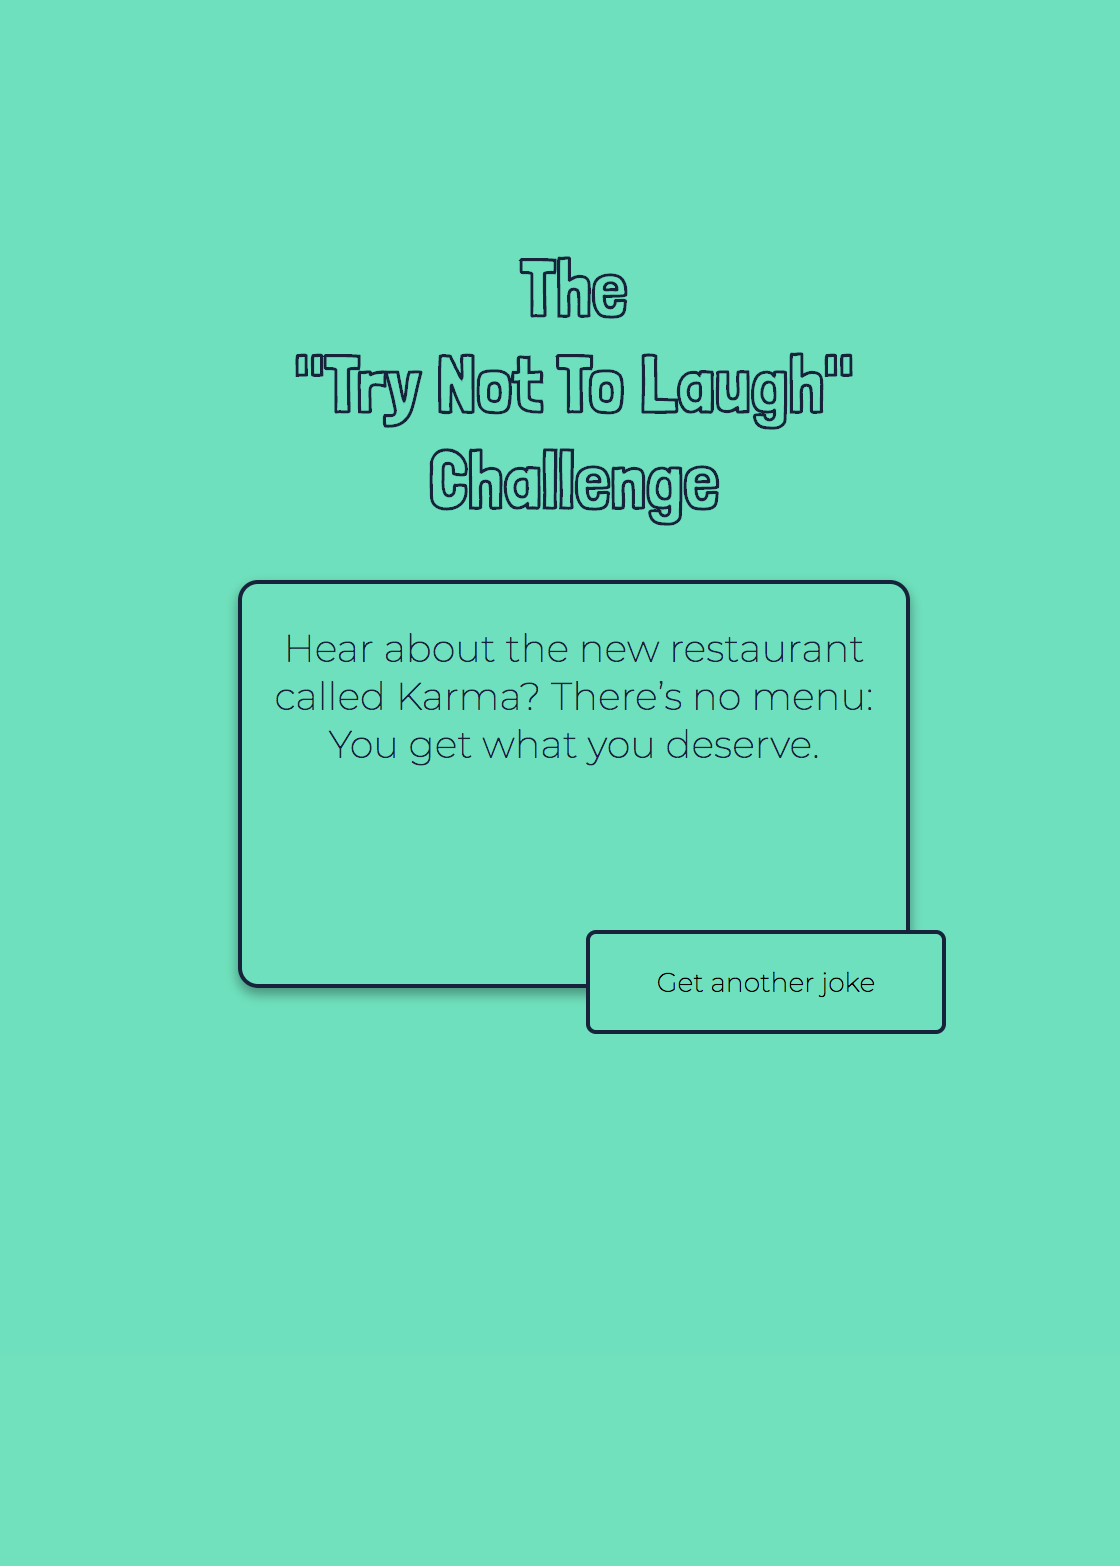 The
"Try Not To Laugh"
Challenge
Hear about the new restaurant
called Karma? There’s no menu:
You get what you deserve.
Get another joke